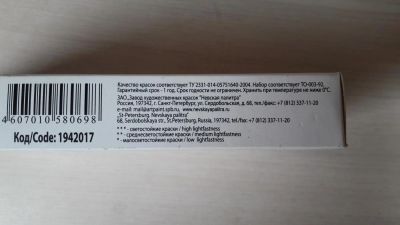 Качество красок соответствует ТУ 2331-014-05751640-2004. Набор соответствует ТО-003-92.
Гарантийный срок - 1 год. Срок годности не ограничен. Хранить при температуре не ниже 0°С.
ЗАО „Завод художественных красок "Невская палитра"
Россия, 197342, г. Санкт-Петербург, ул. Сердобольская, д. 68, тел./факс: +7 (812) 337-11-20
e-mail: mail@artpaint.spb.ru, www.nevskayapalitra.ru
„St-Petersburg. Nevskaya palitra"
68, Serdobolskaya str., St.Petersburg, Russia, 197342, tel/fax: +7 (812) 337-11-20
*** - светостойкие краски / high lightfastness
** - среднесветостойкие краски / medium lightfastness
* - малосветостойкие краски / low lightfastness
4607010 580698
Код/Code: 1942017